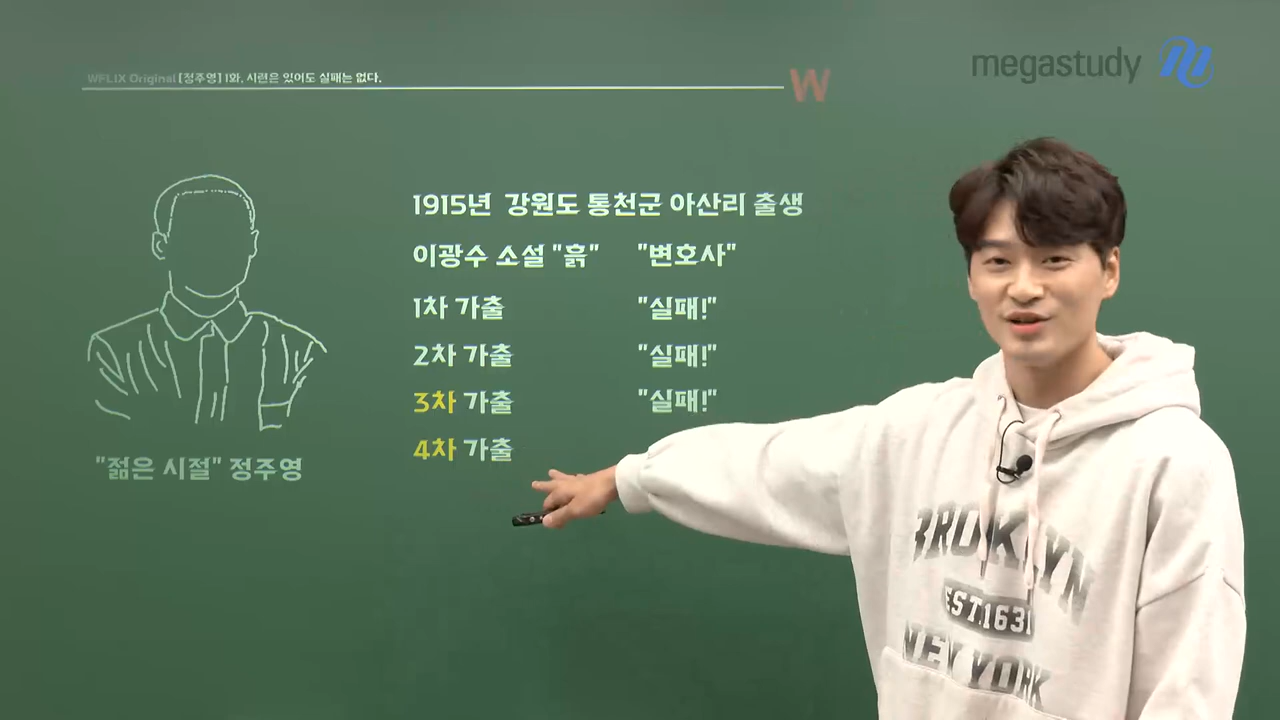 WFLIX Original [정주영] 1화, 시련은 있어도 실패는 없다.
W
megastudy
1915년 강원도 통천군 아산리 출생
이광수 소설 "흙" "변호사"
1차 가출 "실패!"
2차 가출 "실패!"
3차 가출 "실패!"
4차 가출
"젊은 시절" 정주영
BROOKLYN
EST.1631
NEW YORK